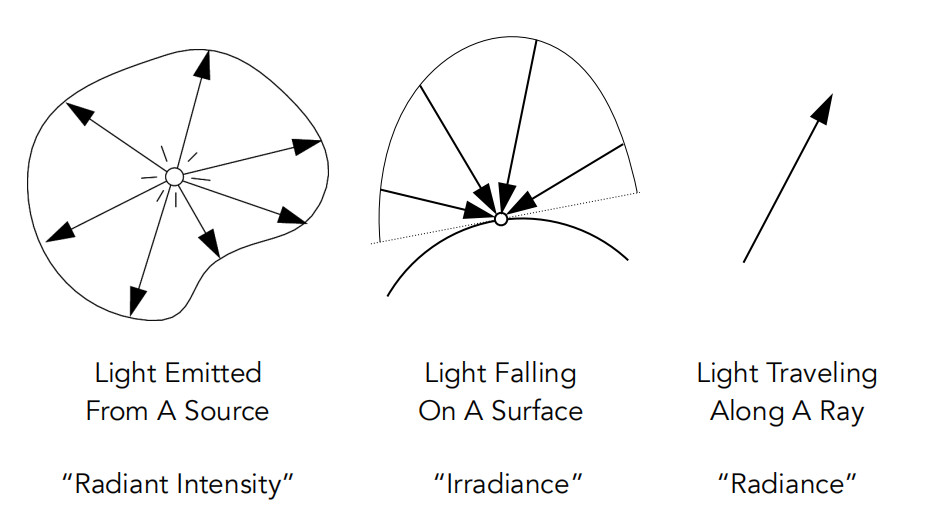 Light Emitted
From A Source
“Radiant Intensity”
Light Falling
On A Surface
“Irradiance”
Light Traveling
Along A Ray
“Radiance”